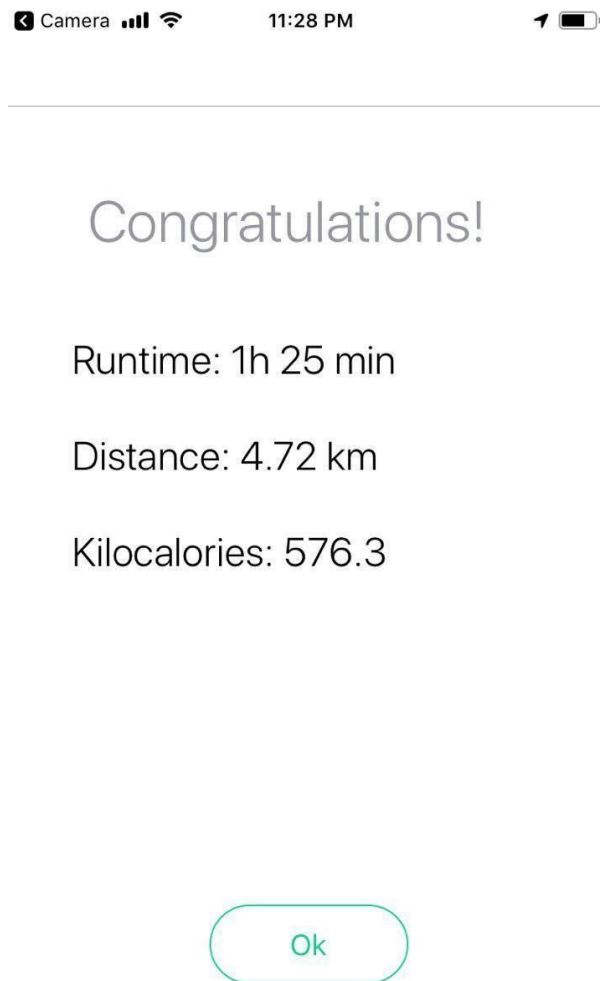 Camera 11:28 PM
Congratulations!
Runtime: 1h 25 min
Distance: 4.72 km
Kilocalories: 576.3
Ok